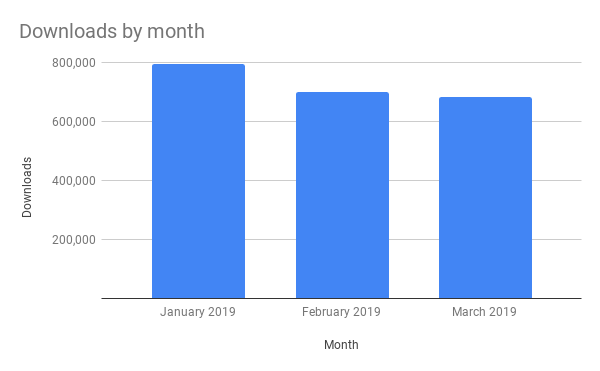 Downloads by month
800,000
600,000
400,000
200,000
Downloads
January 2019 February 2019 March 2019
Month